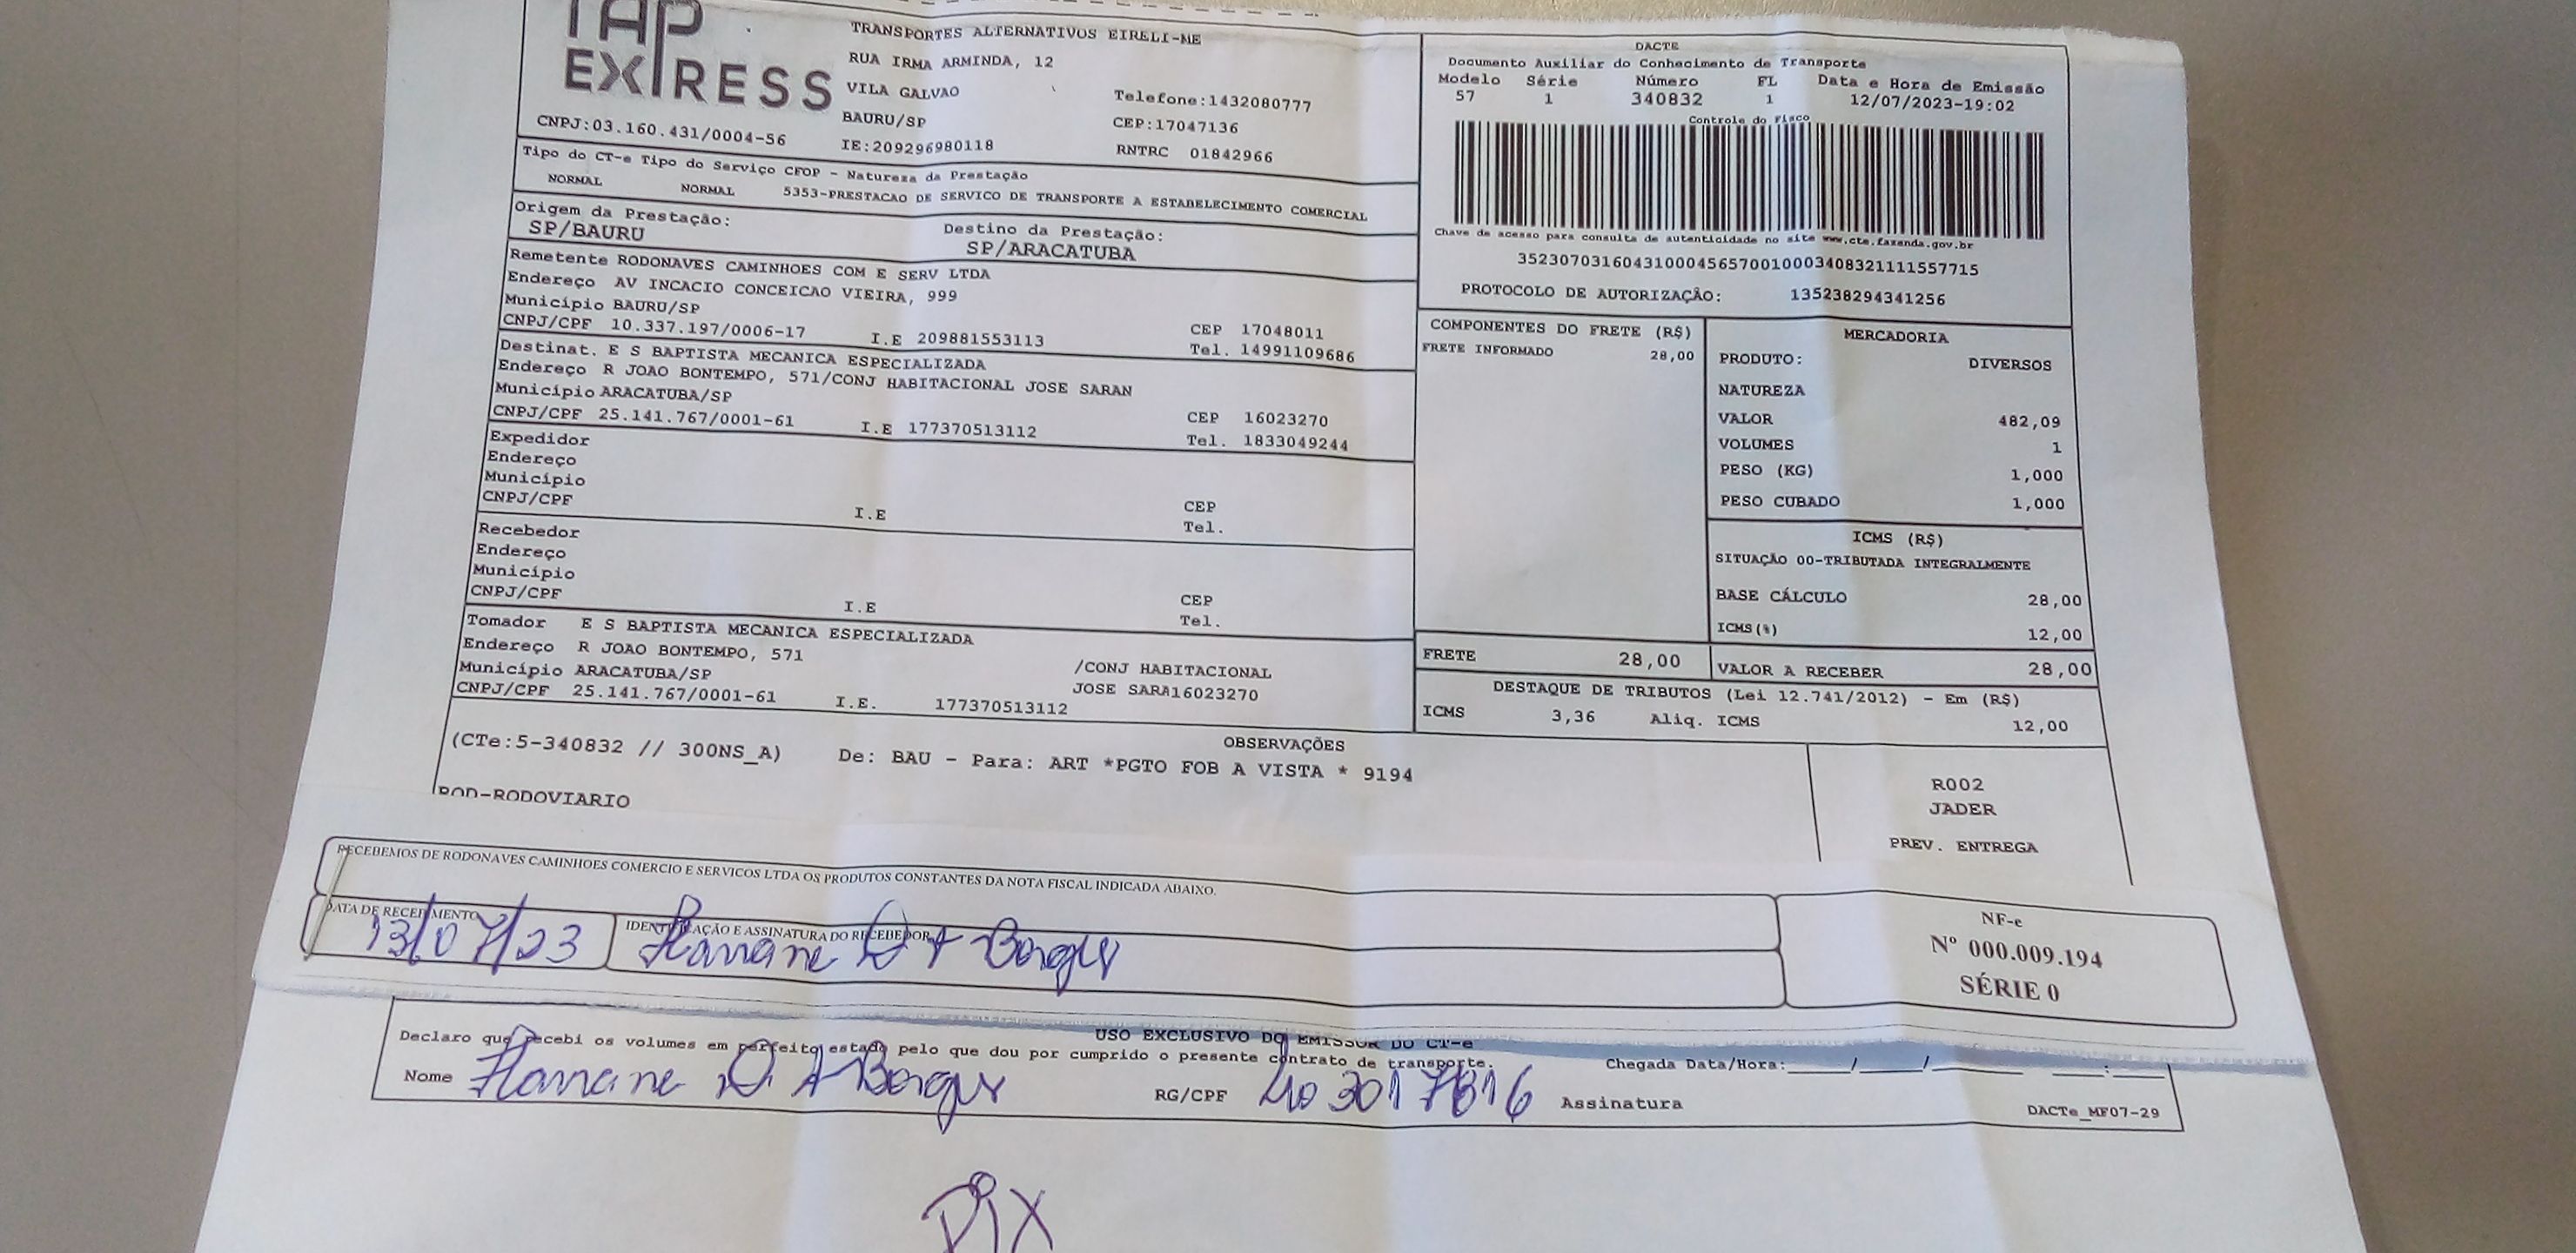 TAP
EXPRESS
CNPJ:03.160.431/0004-56
TRANSPORTES ALTERNATIVOS EIRELI-ME
RUA IRMA ARMINDA, 12
VILA GALVAO
BAURU/SP
IE:209296980118
Telefone:1432080777
CEP:17047136
RNTRC 01842966
DACTE
Documento Auxiliar do Conhecimento de Transporte
Modelo Série Número FL Data e Hora de Emissão
57 1 340832 1 12/07/2023-19:02
Controle do Fisco
Chave de acesso para consulta de autenticidade no site www.cte.fazenda.gov.br
35230703160431000456570010003408321111557715
PROTOCOLO DE AUTORIZAÇÃO: 135238294341256
Tipo do CT-e Tipo do Serviço CFOP - Natureza da Prestação
NORMAL NORMAL 5353-PRESTACAO DE SERVICO DE TRANSPORTE A ESTABELECIMENTO COMERCIAL
Origem da Prestação: Destino da Prestação:
SP/BAURU SP/ARACATUBA
Remetente RODONAVES CAMINHOES COM E SERV LTDA
Endereço AV INCACIO CONCEICAO VIEIRA, 999
Município BAURU/SP CEP 17048011
CNPJ/CPF 10.337.197/0006-17 I.E 209881553113 Tel. 14991109686
Destinat. E S BAPTISTA MECANICA ESPECIALIZADA
Endereço R JOAO BONTEMPO, 571/CONJ HABITACIONAL JOSE SARAN
Município ARACATUBA/SP CEP 16023270
CNPJ/CPF 25.141.767/0001-61 I.E 177370513112 Tel. 1833049244
Expedidor
Endereço
Município CEP
CNPJ/CPF I.E Tel.
Recebedor
Endereço
Município CEP
CNPJ/CPF I.E Tel.
Tomador E S BAPTISTA MECANICA ESPECIALIZADA
Endereço R JOAO BONTEMPO, 571 /CONJ HABITACIONAL
Município ARACATUBA/SP JOSE SARA16023270
CNPJ/CPF 25.141.767/0001-61 I.E. 177370513112
COMPONENTES DO FRETE (R$)
FRETE INFORMADO 28,00
MERCADORIA
PRODUTO: DIVERSOS
NATUREZA
VALOR 482,09
VOLUMES 1
PESO (KG) 1,000
PESO CUBADO 1,000
ICMS (R$)
SITUAÇÃO 00-TRIBUTADA INTEGRALMENTE
BASE CÁLCULO 28,00
ICMS(%) 12,00
FRETE 28,00 VALOR A RECEBER 28,00
DESTAQUE DE TRIBUTOS (Lei 12.741/2012) - Em (R$)
ICMS 3,36 Aliq. ICMS 12,00
OBSERVAÇÕES
(CTe:5-340832 // 300NS_A) De: BAU - Para: ART *PGTO FOB A VISTA * 9194
ROD-RODOVIARIO
R002
JADER
PREV. ENTREGA
RECEBEMOS DE RODONAVES CAMINHOES COMERCIO E SERVICOS LTDA OS PRODUTOS CONSTANTES DA NOTA FISCAL INDICADA ABAIXO.
DATA DE RECEBIMENTO IDENTIFICAÇÃO E ASSINATURA DO RECEBEDOR
13/07/23
NF-e
Nº 000.009.194
SÉRIE 0
USO EXCLUSIVO DO EMISSOR DO CT-e
Declaro que recebi os volumes em perfeito estado pelo que dou por cumprido o presente contrato de transporte. Chegada Data/Hora:
Nome RG/CPF Assinatura
DACTe_MF07-29
PIX